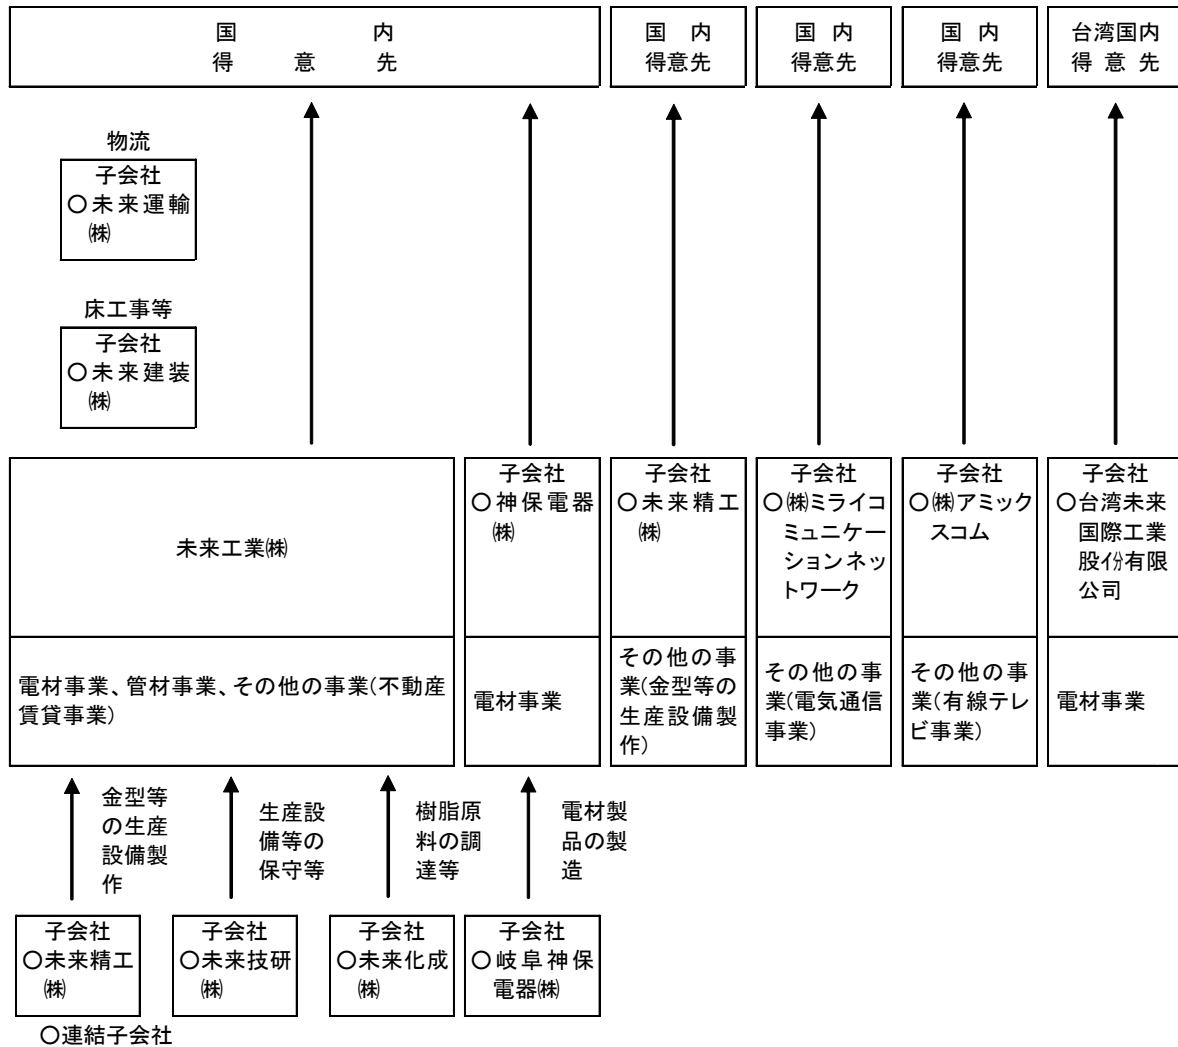 国　内
得　意　先
国　内
得意先
国　内
得意先
国　内
得意先
台湾国内
得 意 先
物流
子会社
○未来運輸
㈱
床工事等
子会社
○未来建装
㈱
未来工業㈱
電材事業、管材事業、その他の事業(不動産
賃貸事業)
子会社
○神保電器
㈱
電材事業
子会社
○未来精工
㈱
その他の事
業(金型等の
生産設備製
作)
子会社
○㈱ミライコ
ミュニケー
ションネッ
トワーク
その他の事
業(電気通信
事業)
子会社
○㈱アミック
スコム
その他の事
業(有線テレ
ビ事業)
子会社
○台湾未来
国際工業
股份有限
公司
電材事業
金型等
の生産
設備製
作
生産設
備等の
保守等
樹脂原
料の調
達等
電材製
品の製
造
子会社
○未来精工
㈱
子会社
○未来技研
㈱
子会社
○未来化成
㈱
子会社
○岐阜神保
電器㈱
○連結子会社